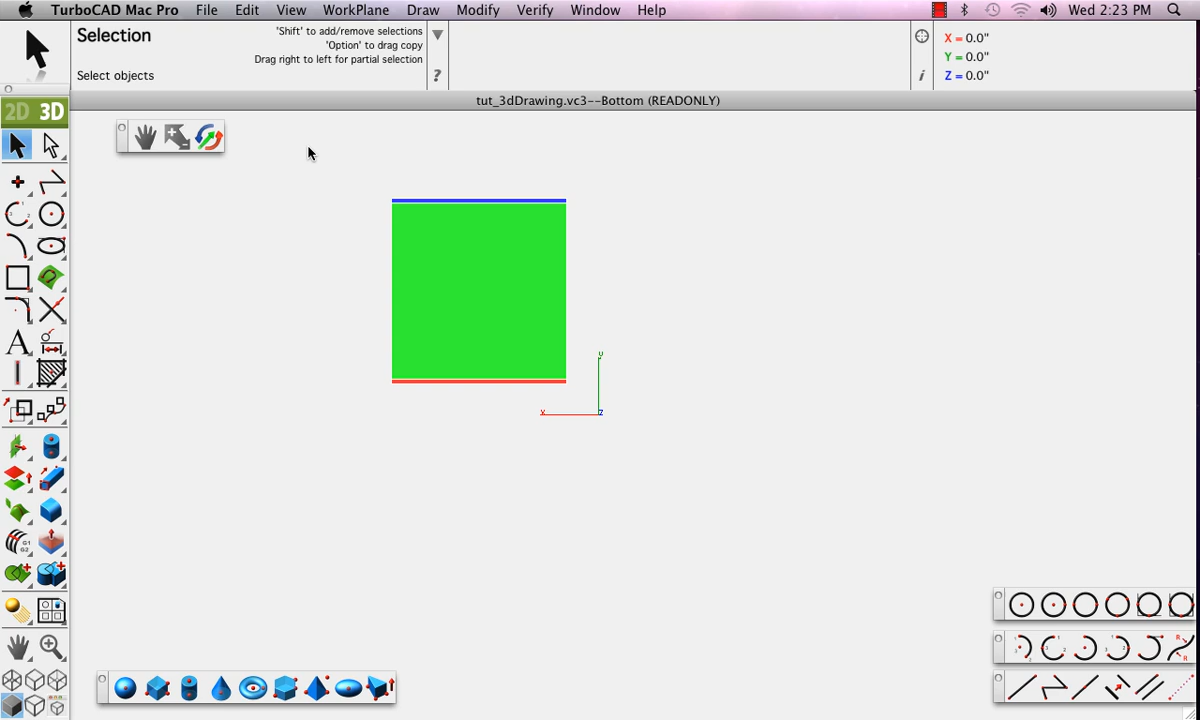 TurboCAD Mac Pro File Edit View WorkPlane Draw Modify Verify Window Help Wed 2:23 PM
Selection
'Shift' to add/remove selections
'Option' to drag copy
Drag right to left for partial selection
Select objects
?
i
X = 0.0"
Y = 0.0"
Z = 0.0"
tut_3dDrawing.vc3--Bottom (READONLY)
2D 3D
A
G1
G2
y
x
z
R
R